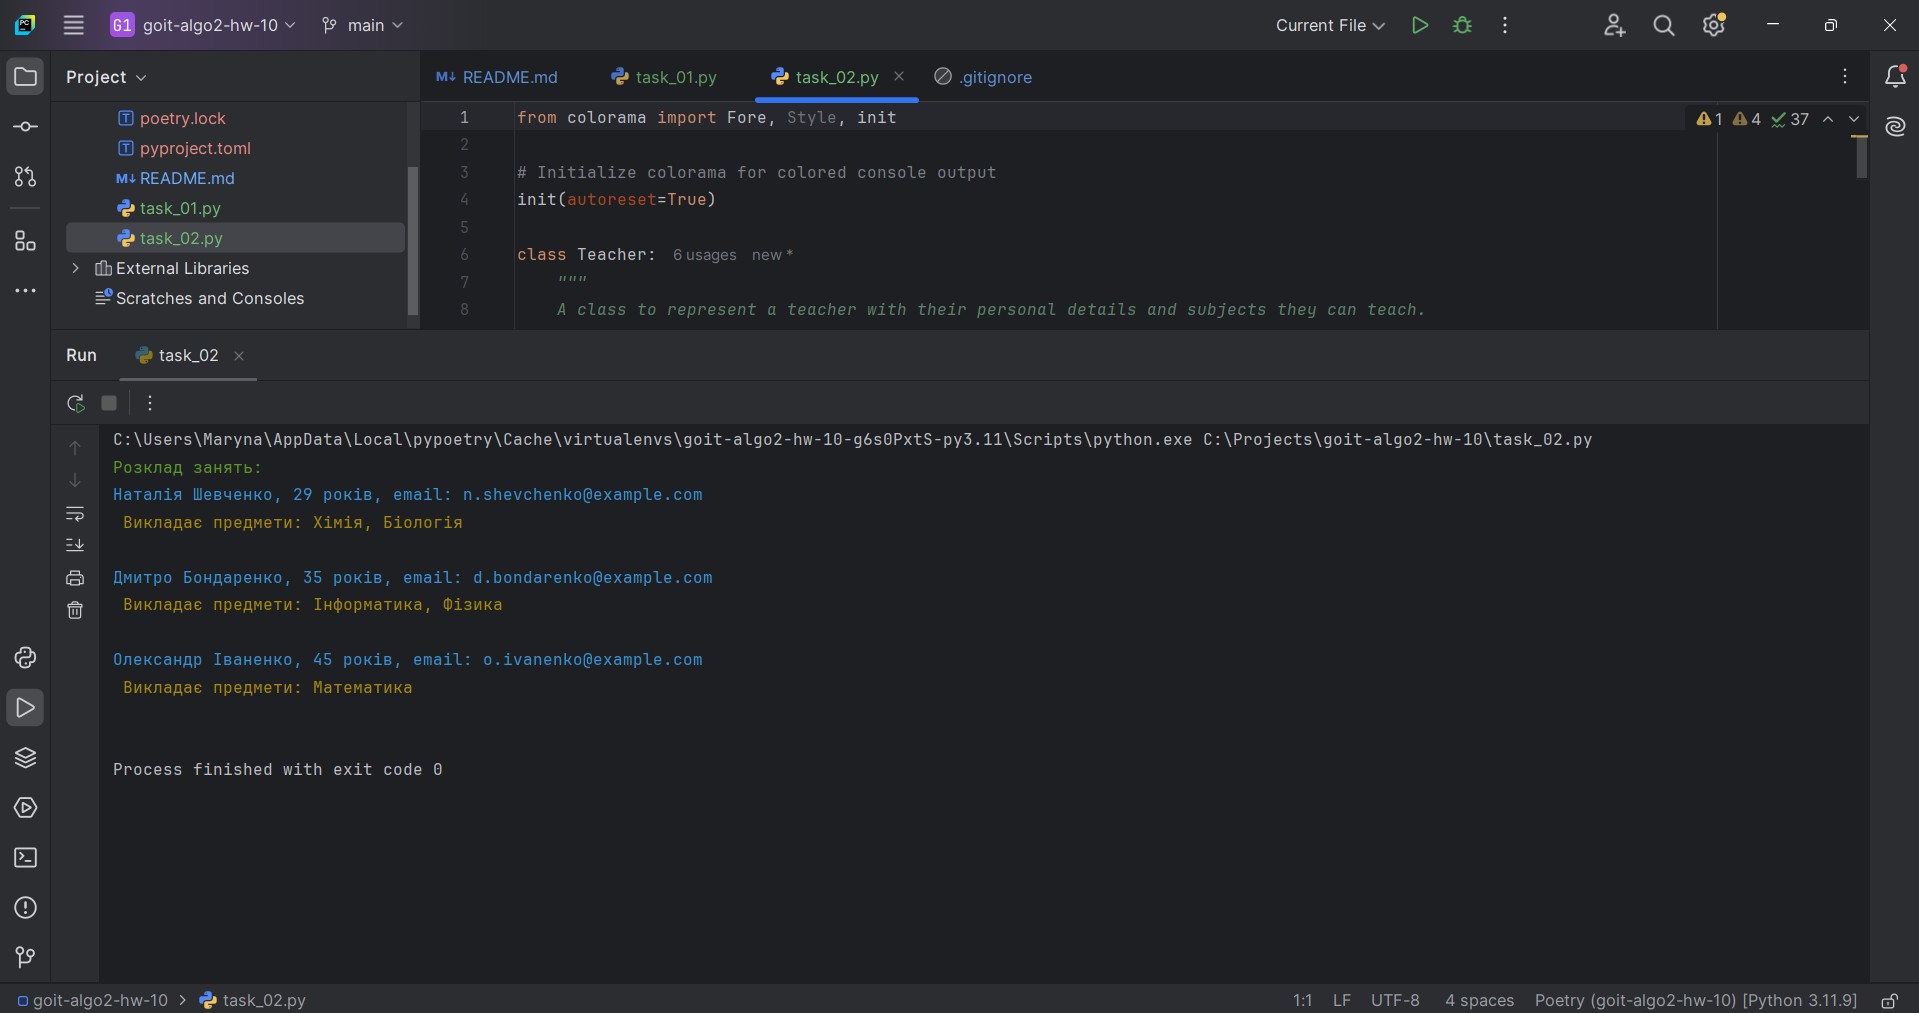 G1 goit-algo2-hw-10 main Current File
Project
README.md task_01.py task_02.py .gitignore
poetry.lock
pyproject.toml
README.md
task_01.py
task_02.py
External Libraries
Scratches and Consoles
1 from colorama import Fore, Style, init
1 4 37
2
3 # Initialize colorama for colored console output
4 init(autoreset=True)
5
6 class Teacher: 6 usages new *
7 """
8 A class to represent a teacher with their personal details and subjects they can teach.
Run task_02
C:\Users\Maryna\AppData\Local\pypoetry\Cache\virtualenvs\goit-algo2-hw-10-g6s0PxtS-py3.11\Scripts\python.exe C:\Projects\goit-algo2-hw-10\task_02.py
Розклад занять:
Наталія Шевченко, 29 років, email: n.shevchenko@example.com
Викладає предмети: Хімія, Біологія
Дмитро Бондаренко, 35 років, email: d.bondarenko@example.com
Викладає предмети: Інформатика, Фізика
Олександр Іваненко, 45 років, email: o.ivanenko@example.com
Викладає предмети: Математика
Process finished with exit code 0
goit-algo2-hw-10 > task_02.py
1:1 LF UTF-8 4 spaces Poetry (goit-algo2-hw-10) [Python 3.11.9]